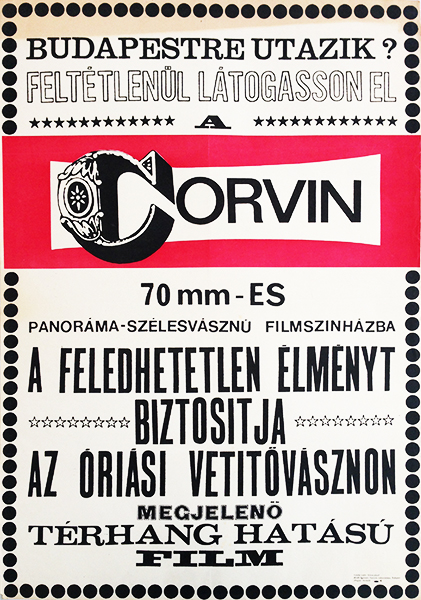 BUDAPESTRE UTAZIK ?
FELTÉTLENÜL LÁTOGASSON EL
A
CORVIN
70 mm-ES
PANORÁMA-SZÉLESVÁSZNÚ FILMSZINHÁZBA
A FELEDHETETLEN ÉLMÉNYT
BIZTOSITJA
AZ ÓRIÁSI VETITŐVÁSZNON
MEGJELENŐ
TÉRHANG HATÁSÚ
FILM